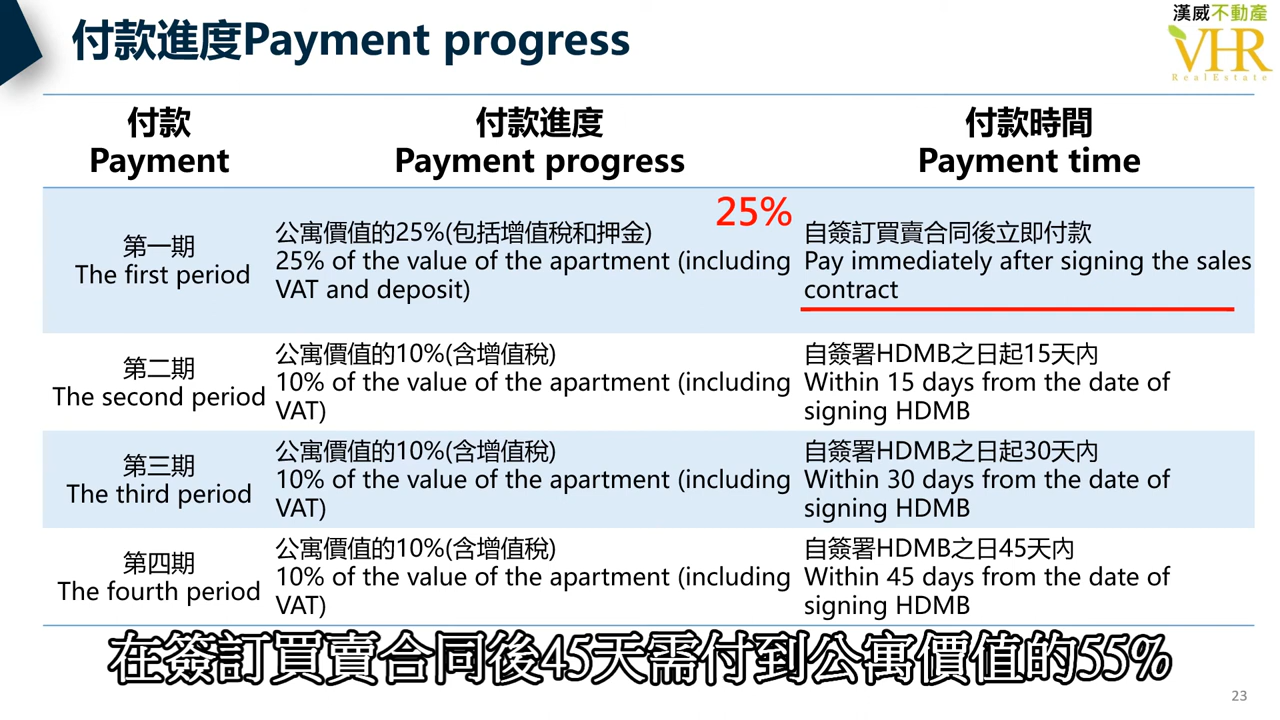 付款進度Payment progress
漢威不動產
VHR
RealEstate
付款
Payment
付款進度
Payment progress
付款時間
Payment time
第一期
The first period
25%
公寓價值的25%(包括增值稅和押金)
25% of the value of the apartment (including
VAT and deposit)
自簽訂買賣合同後立即付款
Pay immediately after signing the sales
contract
第二期
The second period
公寓價值的10%(含增值稅)
10% of the value of the apartment (including
VAT)
自簽署HDMB之日起15天內
Within 15 days from the date of
signing HDMB
第三期
The third period
公寓價值的10%(含增值稅)
10% of the value of the apartment (including
VAT)
自簽署HDMB之日起30天內
Within 30 days from the date of
signing HDMB
第四期
The fourth period
公寓價值的10%(含增值稅)
10% of the value of the apartment (including
VAT)
自簽署HDMB之日45天內
Within 45 days from the date of
signing HDMB
在簽訂買賣合同後45天需付到公寓價值的55%
23